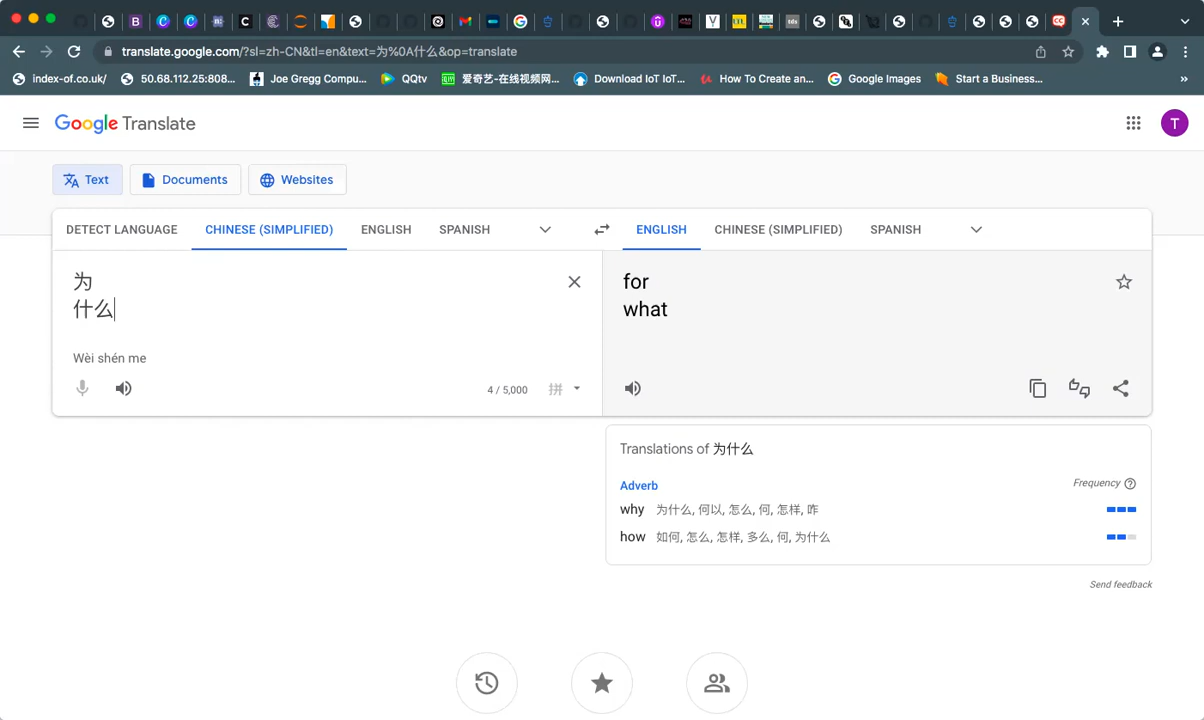 translate.google.com/?sl=zh-CN&tl=en&text=为%0A什么&op=translate
index-of.co.uk/ 50.68.112.25:808... Joe Gregg Compu... QQtv 爱奇艺-在线视频网... Download IoT IoT... How To Create an... Google Images Start a Business... »
Google Translate T
Text Documents Websites
DETECT LANGUAGE CHINESE (SIMPLIFIED) ENGLISH SPANISH ENGLISH CHINESE (SIMPLIFIED) SPANISH
为
什么
Wèi shén me
4 / 5,000 拼
for
what
Translations of 为什么
Adverb Frequency
why 为什么, 何以, 怎么, 何, 怎样, 咋
how 如何, 怎么, 怎样, 多么, 何, 为什么
Send feedback